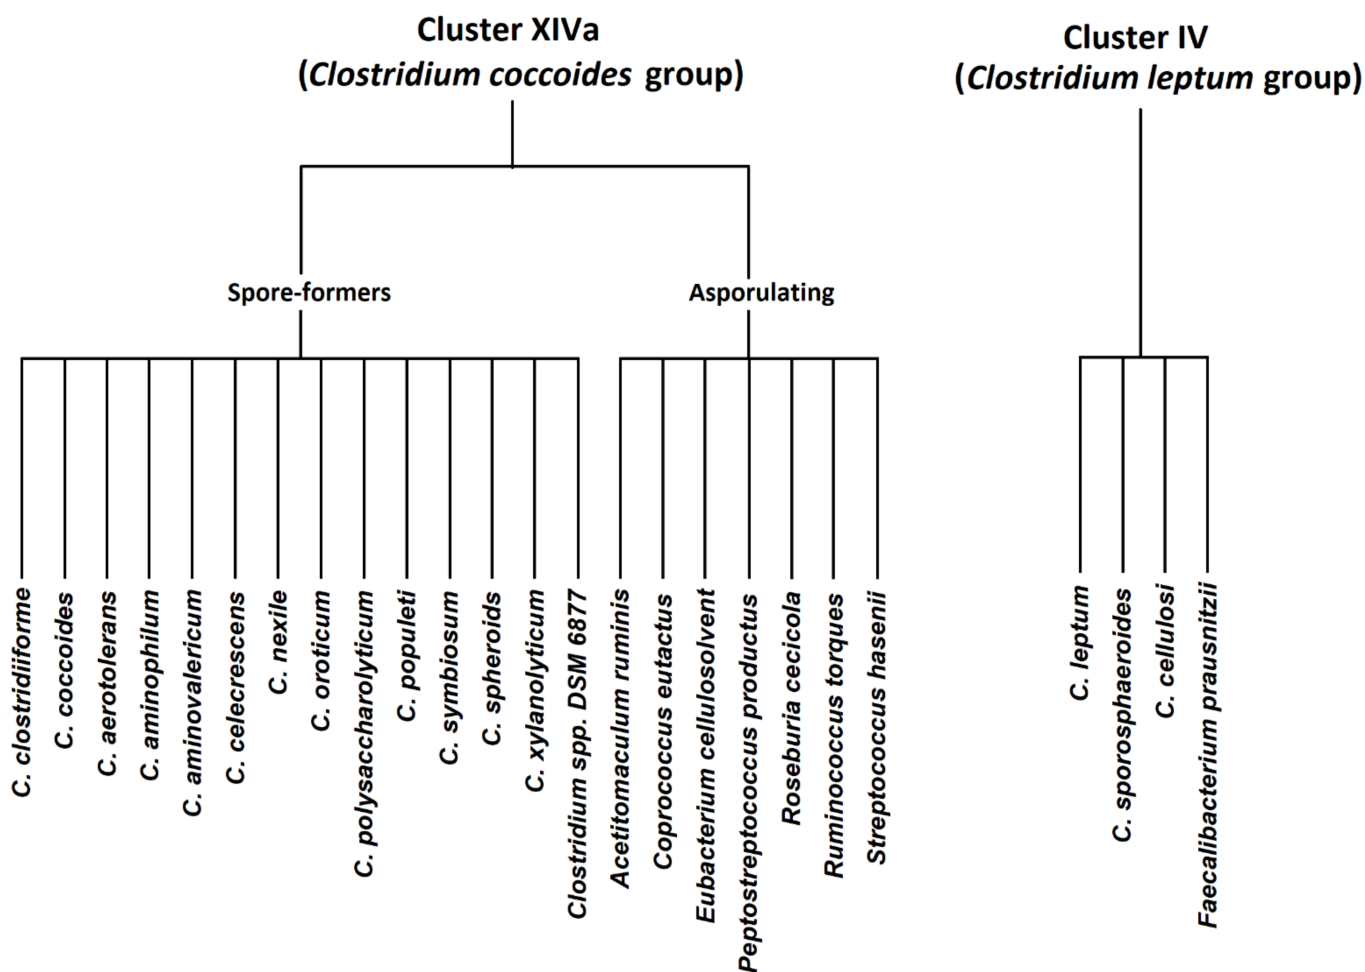 Cluster XIVa
(Clostridium coccoides group)
Cluster IV
(Clostridium leptum group)
Spore-formers
Asporulating
C. clostridiiforme
C. coccoides
C. aerotolerans
C. aminophilum
C. aminovalericum
C. celecrescens
C. nexile
C. oroticum
C. polysaccharolyticum
C. populeti
C. symbiosum
C. spheroids
C. xylanolyticum
Clostridium spp. DSM 6877
Acetitomaculum ruminis
Coprococcus eutactus
Eubacterium cellulosolvent
Peptostreptococcus productus
Roseburia cecicola
Ruminococcus torques
Streptococcus hasenii
C. leptum
C. sporosphaeroides
C. cellulosi
Faecalibacterium prausnitzii